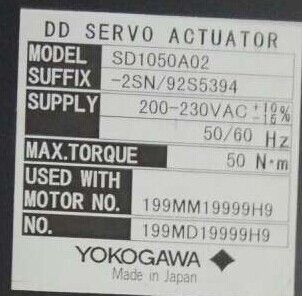 DD SERVO ACTUATOR
MODEL SD1050A02
SUFFIX -2SN/92S5394
SUPPLY 200-230VAC +10 -15 %
50/60 Hz
MAX.TORQUE 50 N·m
USED WITH
MOTOR NO. 199MM19999H9
NO. 199MD19999H9
YOKOGAWA
Made in Japan